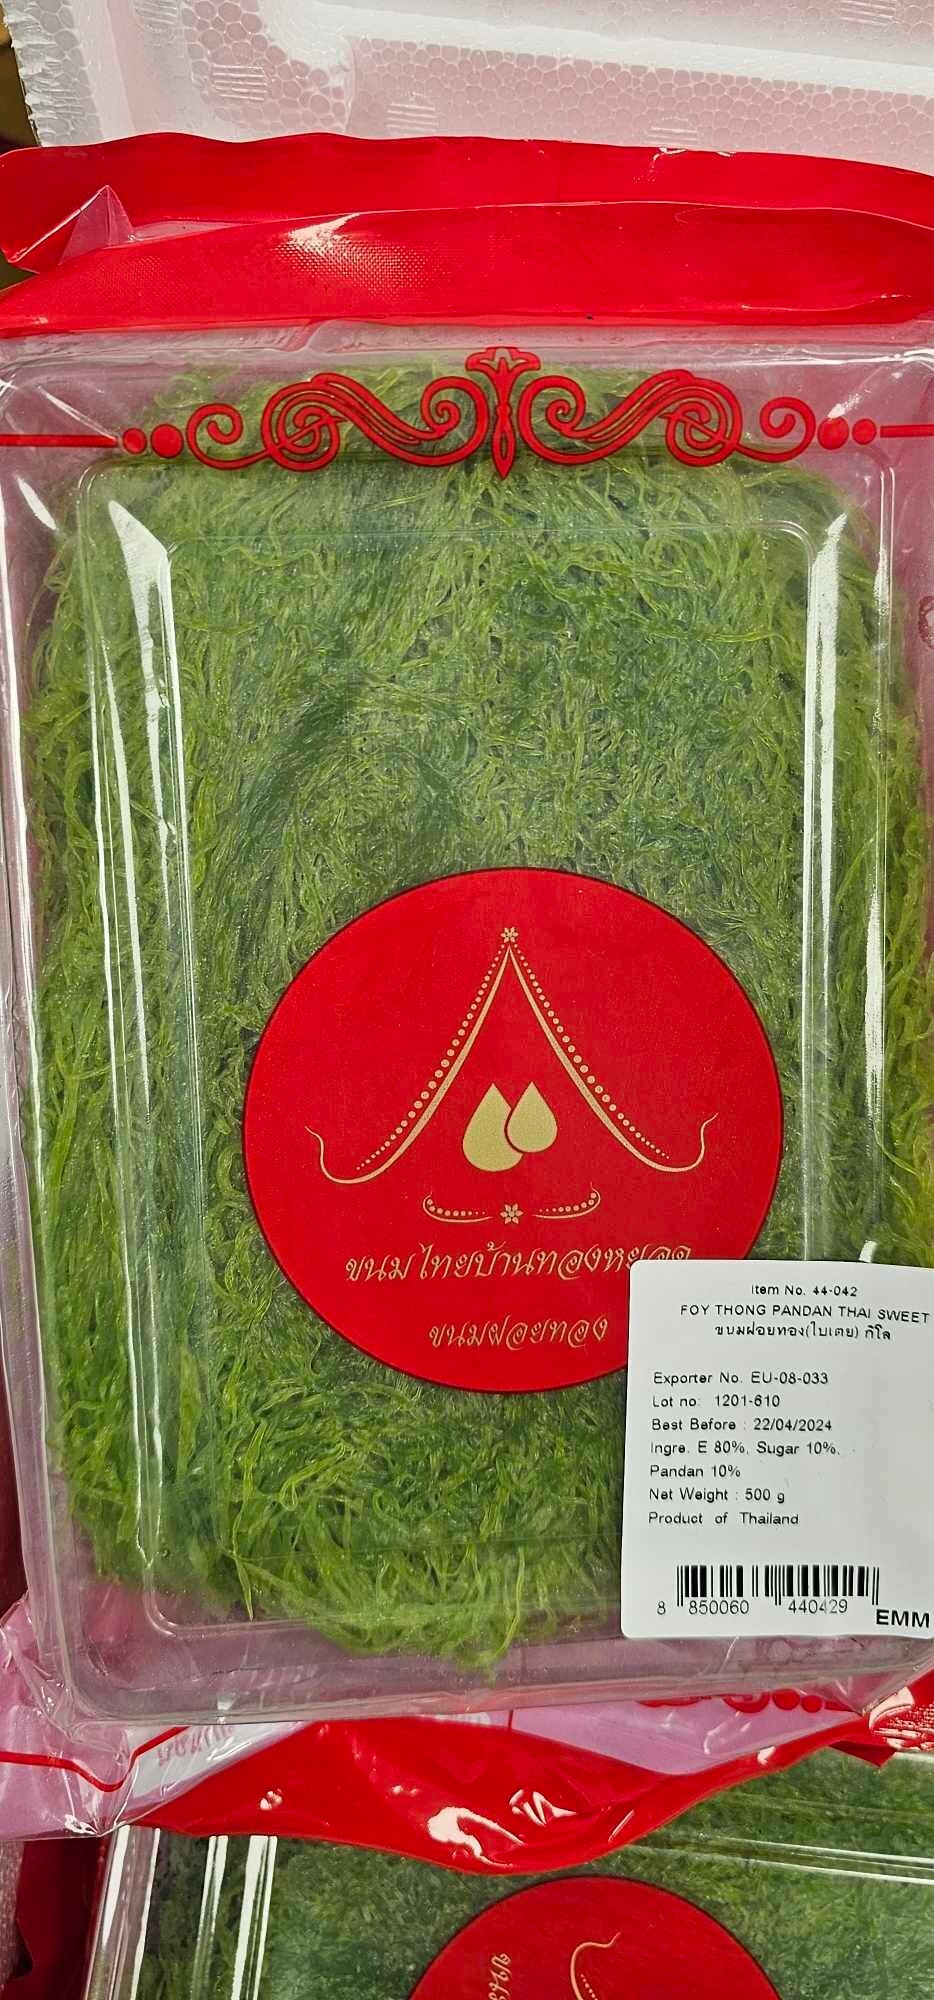 ขนมไทยบ้านทองหยอด
ขนมฝอยทอง
Item No. 44-042
FOY THONG PANDAN THAI SWEET
ขนมฝอยทอง(ใบเตย) กิโล
Exporter No. EU-08-033
Lot no: 1201-610
Best Before : 22/04/2024
Ingre. E 80%, Sugar 10%,
Pandan 10%
Net Weight : 500 g
Product of Thailand
8 850060 440429
EMM